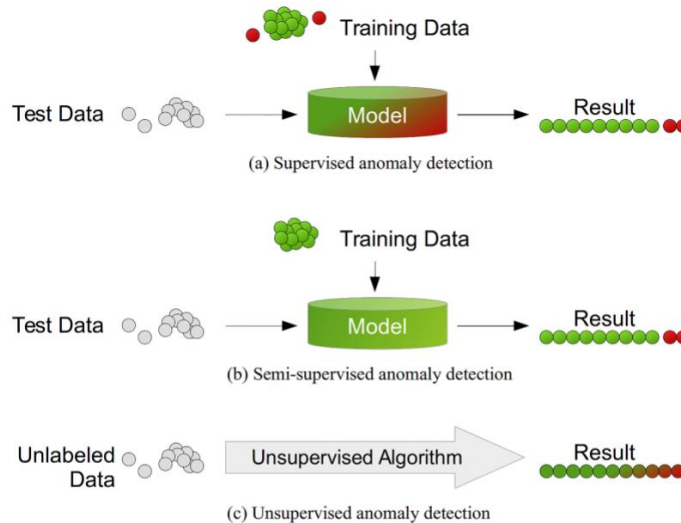 Training Data
Test Data
Model
Result
(a) Supervised anomaly detection
Training Data
Test Data
Model
Result
(b) Semi-supervised anomaly detection
Unlabeled
Data
Unsupervised Algorithm
Result
(c) Unsupervised anomaly detection